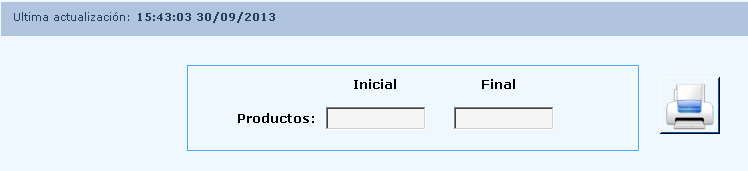 Ultima actualización: 15:43:03 30/09/2013
Inicial Final
Productos: